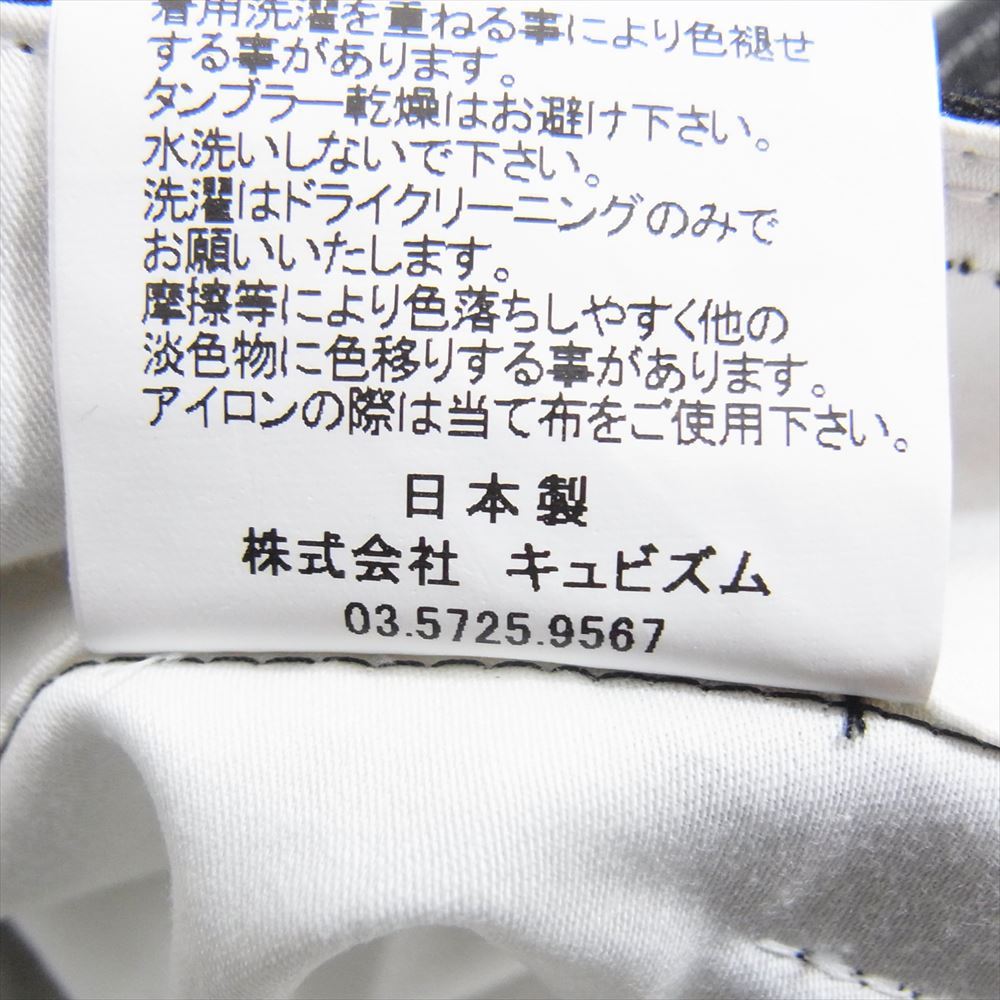 着用洗濯を重ねる事により色褪せ
する事があります。
タンブラー乾燥はお避け下さい。
水洗いしないで下さい。
洗濯はドライクリーニングのみで
お願いいたします。
摩擦等により色落ちしやすく他の
淡色物に色移りする事があります。
アイロンの際は当て布をご使用下さい。
日本製
株式会社 キュビズム
03.5725.9567